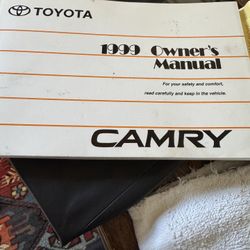 TOYOTA
1999 Owner's
Manual
For your safety and comfort,
read carefully and keep in the vehicle.
CAMRY